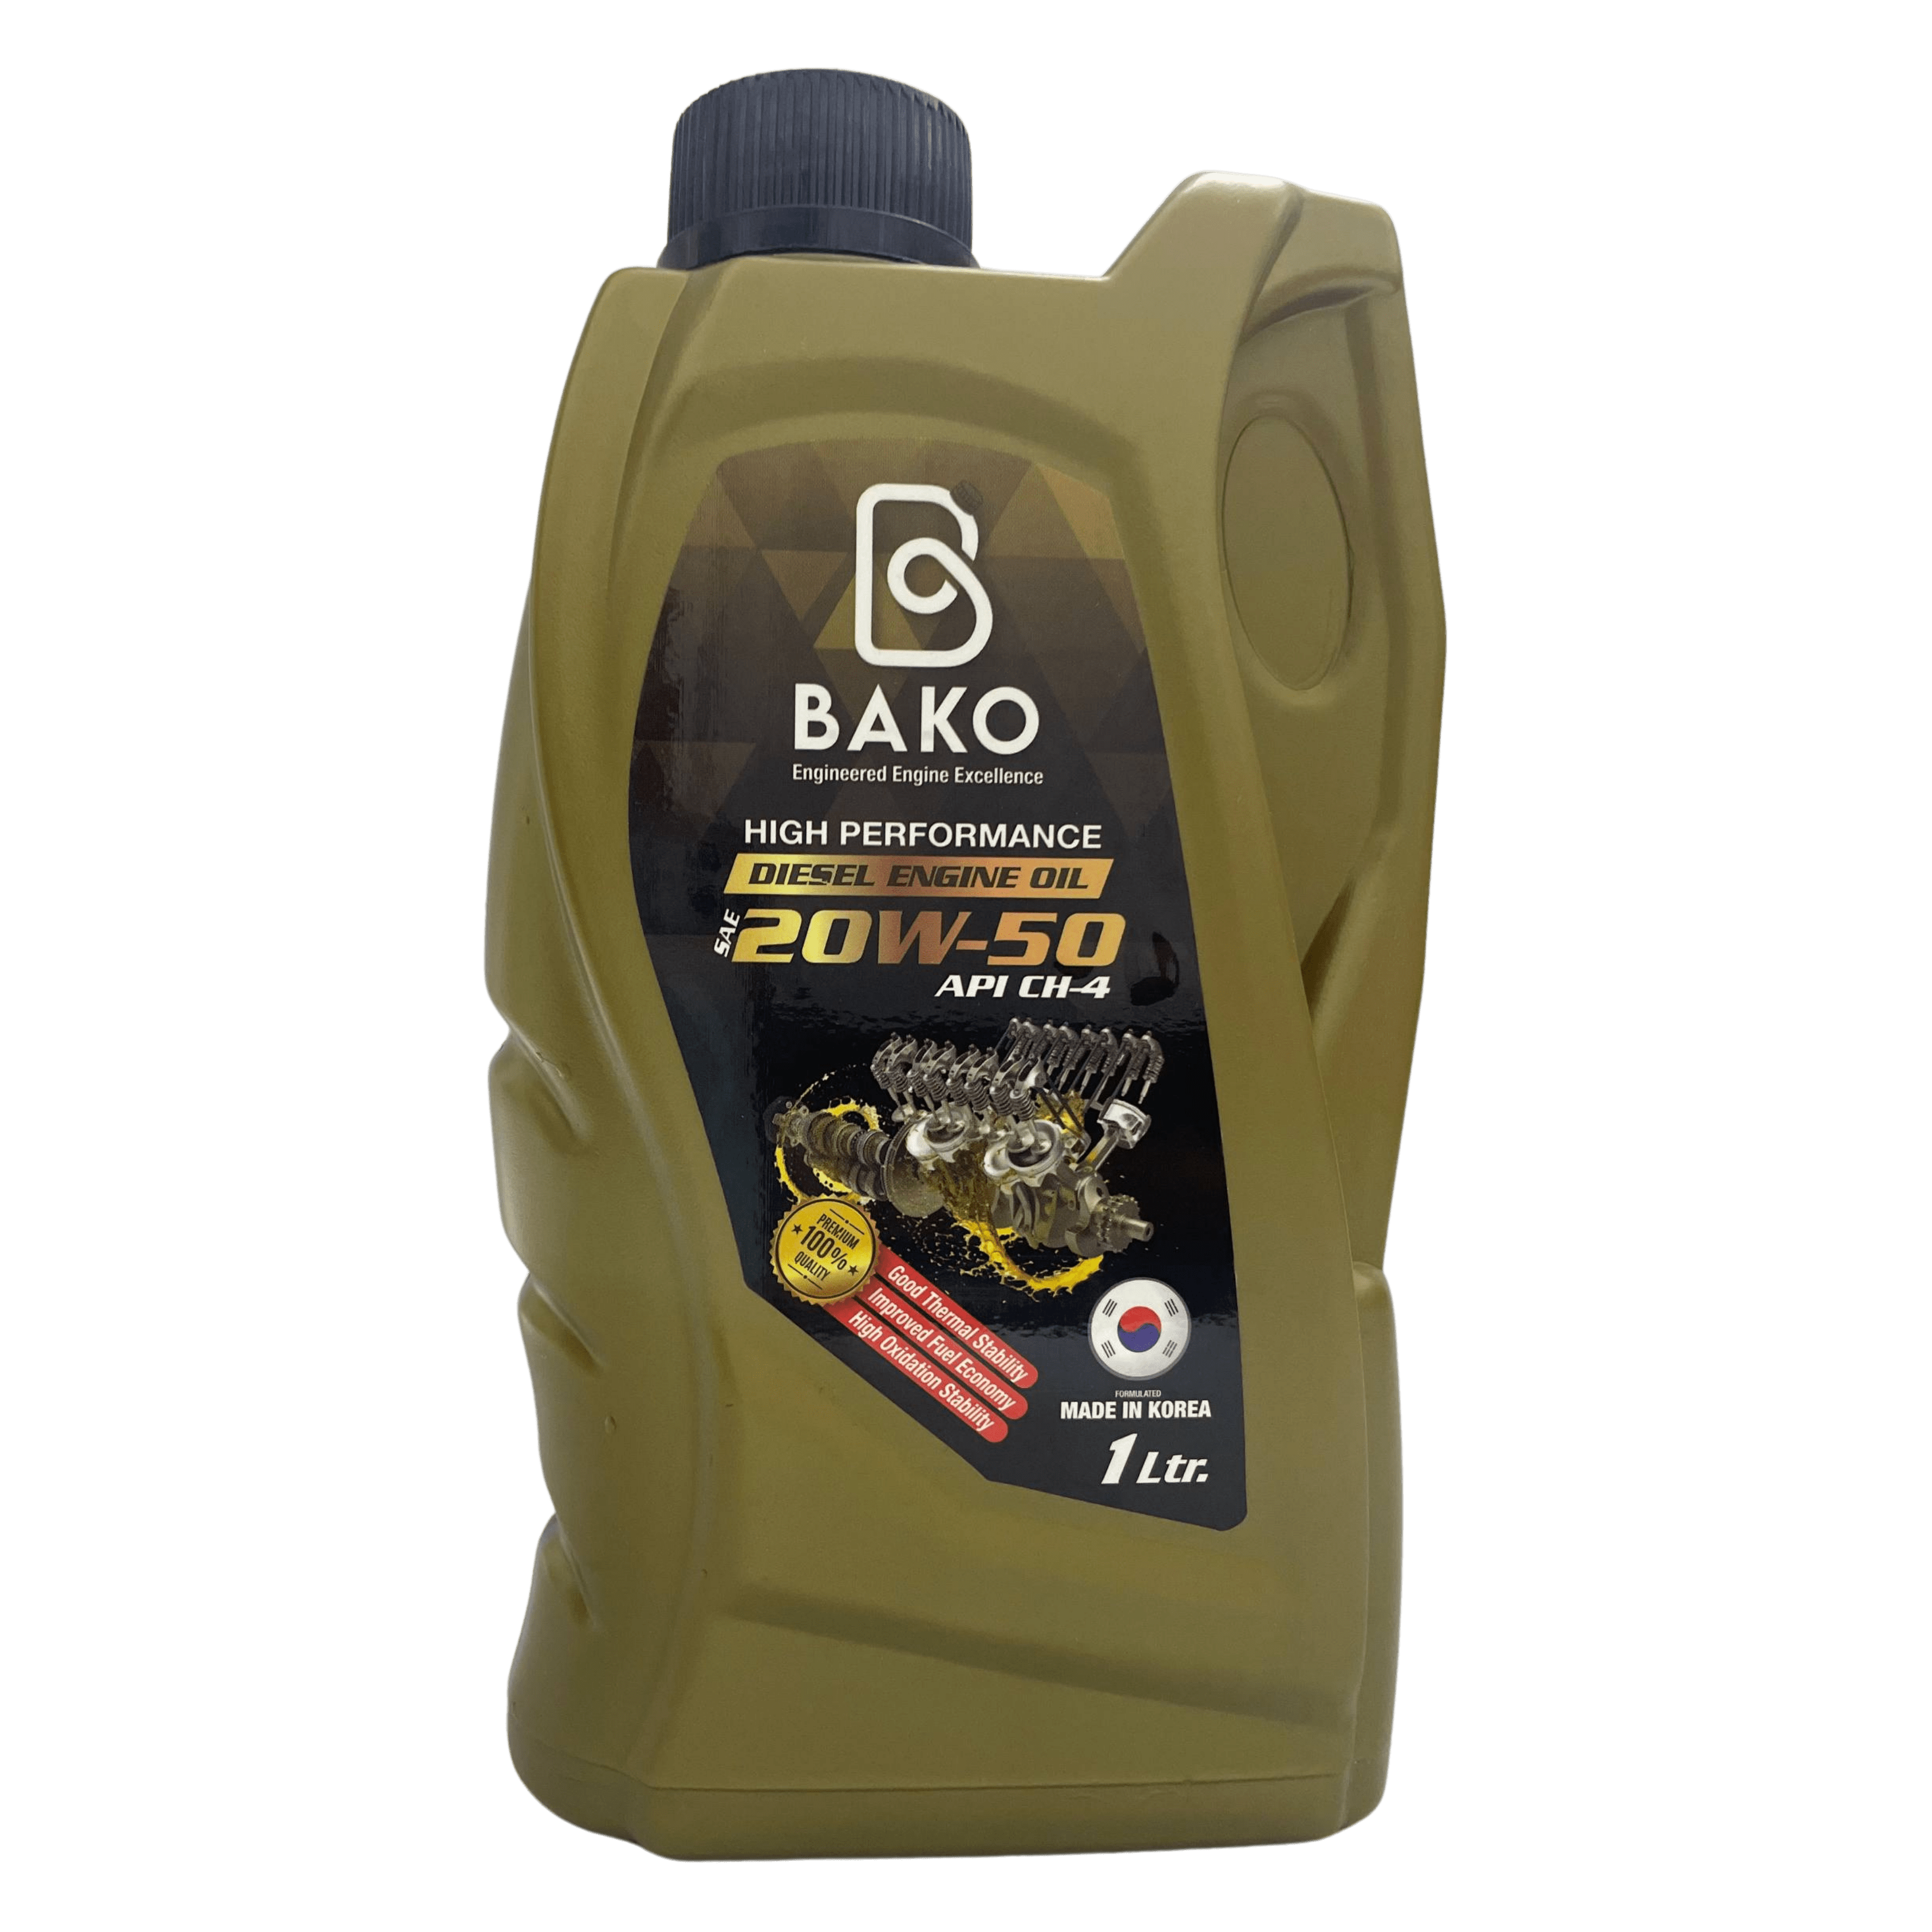 BAKO
Engineered Engine Excellence
HIGH PERFORMANCE
DIESEL ENGINE OIL
SAE 20W-50
API CH-4
PREMIUM
100%
QUALITY
Good Thermal Stability
Improved Fuel Economy
High Oxidation Stability
FORMULATED
MADE IN KOREA
1 Ltr.